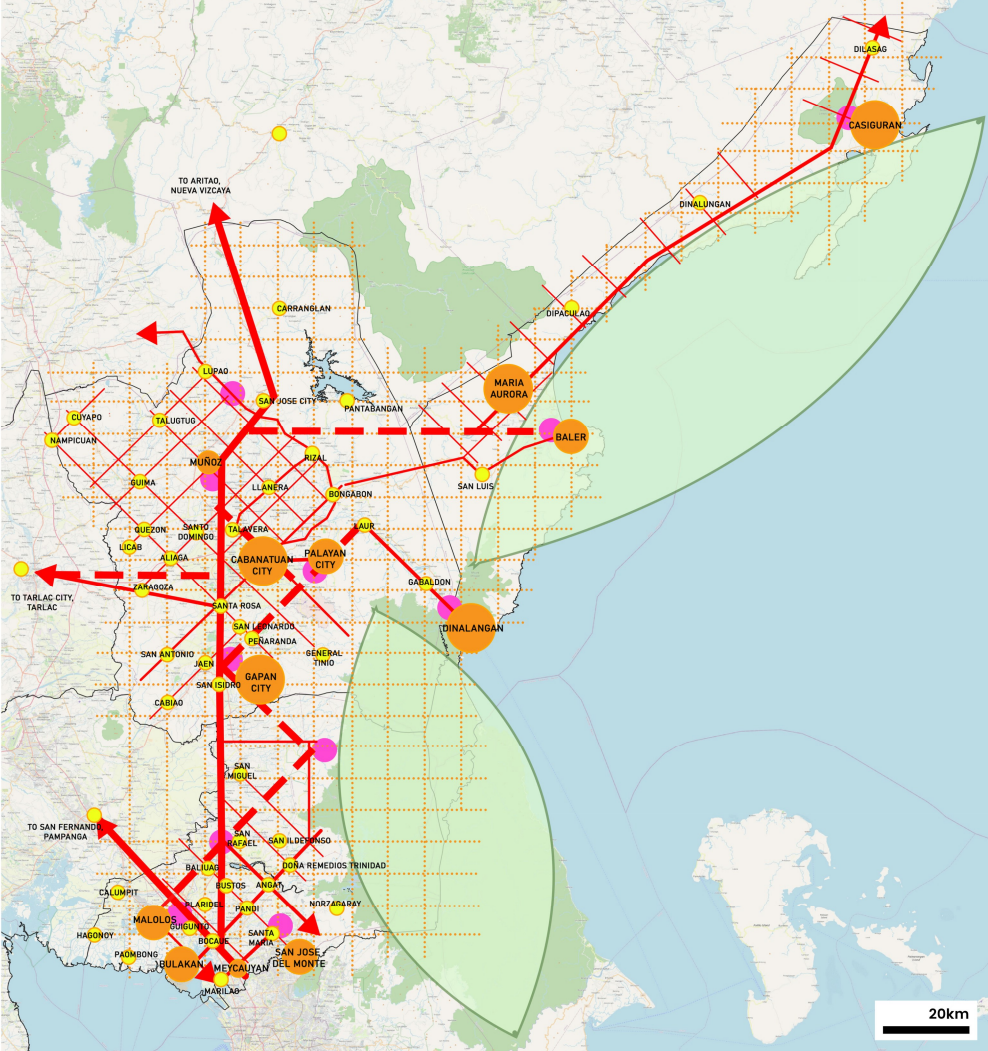 DILASAG
CASIGURAN
TO ARITAO,
NUEVA VIZCAYA
DINALUNGAN
CARRANGLAN
DIPACULAO
LUPAO
MARIA
AURORA
SAN JOSE CITY
PANTABANGAN
CUYAPO
TALUGTUG
NAMPICUAN
BALER
MUÑOZ
RIZAL
GUIMA
LLANERA
SAN LUIS
BONGABON
QUEZON
SANTO
DOMINGO
TALAVERA
LAUR
LICAB
ALIAGA
CABANATUAN
CITY
PALAYAN
CITY
GABALDON
ZARAGOZA
TO TARLAC CITY,
TARLAC
SANTA ROSA
DINALANGAN
SAN LEONARDO
PEÑARANDA
SAN ANTONIO
JAEN
GENERAL
TINIO
GAPAN
CITY
SAN ISIDRO
CABIAO
SAN
MIGUEL
TO SAN FERNANDO,
PAMPANGA
SAN
RAFAEL
SAN ILDEFONSO
BALIUAG
DOÑA REMEDIOS TRINIDAD
BUSTOS
ANGAT
CALUMPIT
PLARIDEL
PANDI
NORZAGARAY
MALOLOS
GUIGUNTO
HAGONOY
BOCAUE
SANTA
MARIA
PAOMBONG
BULAKAN
MEYCAUYAN
SAN JOSE
DEL MONTE
MARILAO
20km